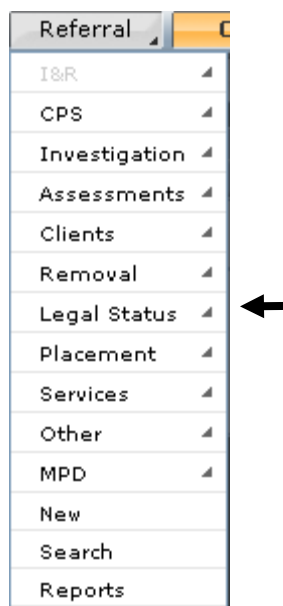 Referral
I&R
CPS
Investigation
Assessments
Clients
Removal
Legal Status
Placement
Services
Other
MPD
New
Search
Reports